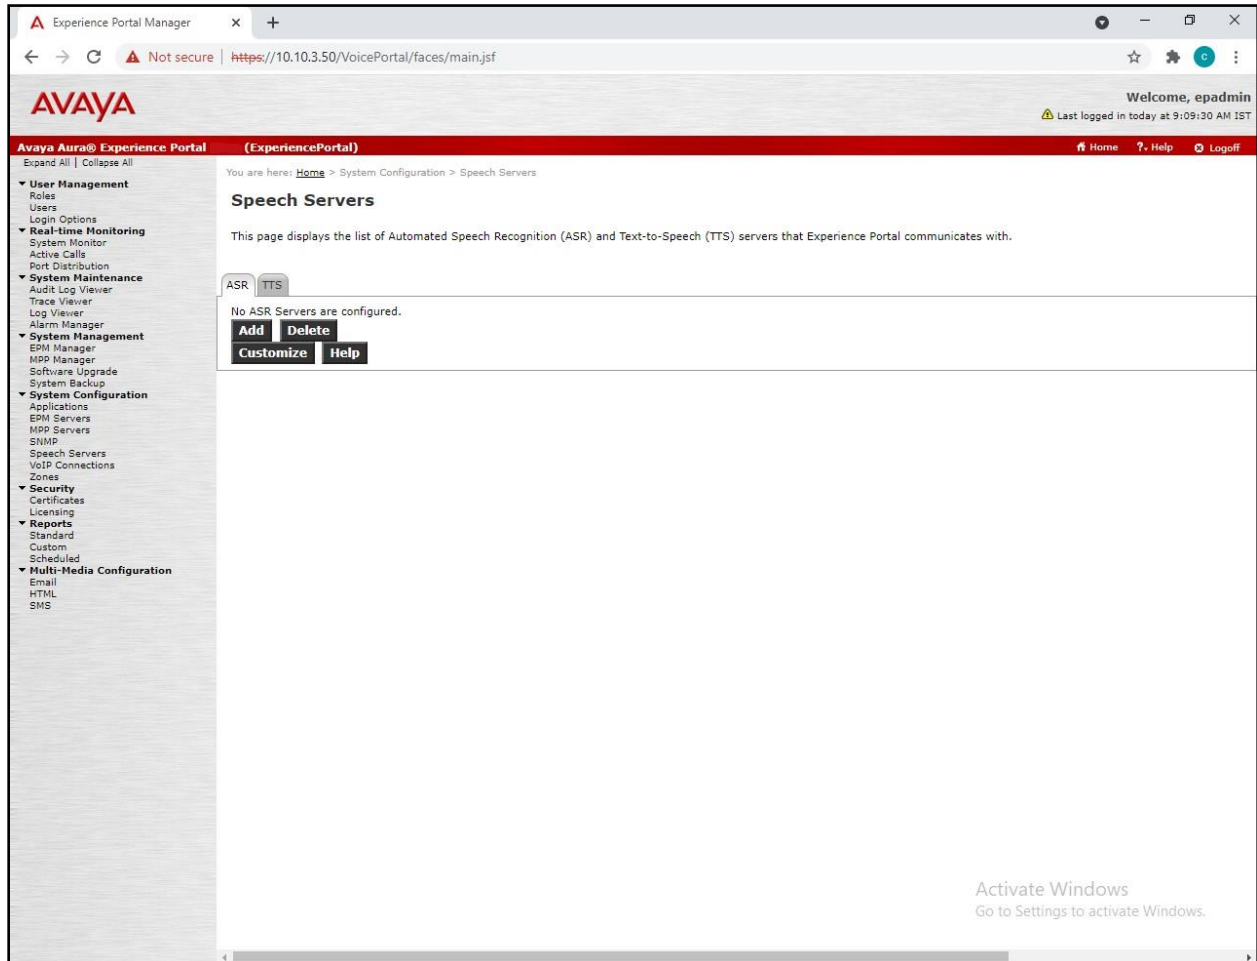 Experience Portal Manager
Not secure | https://10.10.3.50/VoicePortal/faces/main.jsf
C
AVAYA
Welcome, epadmin
Last logged in today at 9:09:30 AM IST
Avaya Aura® Experience Portal (ExperiencePortal) Home ? Help Logoff
Expand All | Collapse All
You are here: Home > System Configuration > Speech Servers
User Management
Roles
Users
Login Options
Real-time Monitoring
System Monitor
Active Calls
Port Distribution
System Maintenance
Audit Log Viewer
Trace Viewer
Log Viewer
Alarm Manager
System Management
EPM Manager
MPP Manager
Software Upgrade
System Backup
System Configuration
Applications
EPM Servers
MPP Servers
SNMP
Speech Servers
VoIP Connections
Zones
Security
Certificates
Licensing
Reports
Standard
Custom
Scheduled
Multi-Media Configuration
Email
HTML
SMS
Speech Servers
This page displays the list of Automated Speech Recognition (ASR) and Text-to-Speech (TTS) servers that Experience Portal communicates with.
ASR TTS
No ASR Servers are configured.
Add Delete
Customize Help
Activate Windows
Go to Settings to activate Windows.